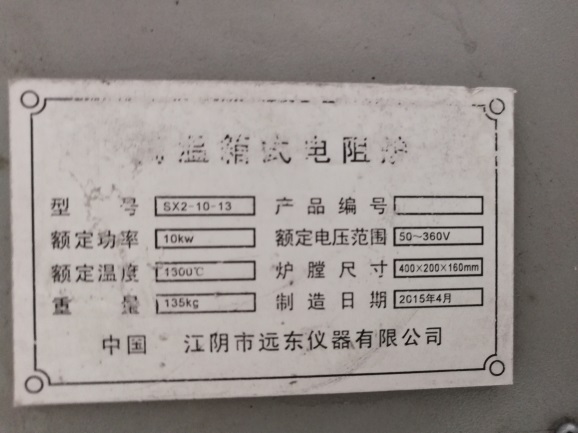 高温箱式电阻炉
型 号 SX2-10-13 产品编号
额定功率 10kw 额定电压范围 50~360V
额定温度 1300℃ 炉膛尺寸 400×200×160mm
重 量 135kg 制造日期 2015年4月
中国 江阴市远东仪器有限公司